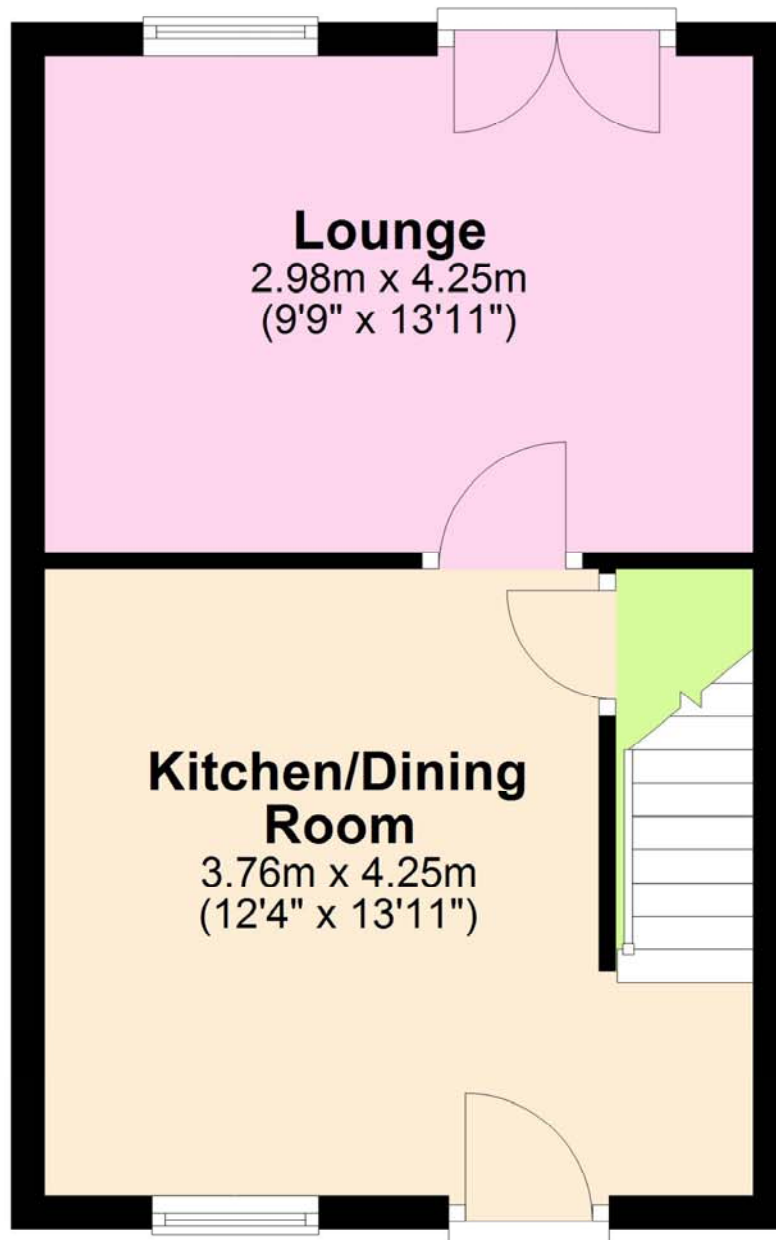 Lounge
2.98m x 4.25m
(9'9" x 13'11")
Kitchen/Dining
Room
3.76m x 4.25m
(12'4" x 13'11")